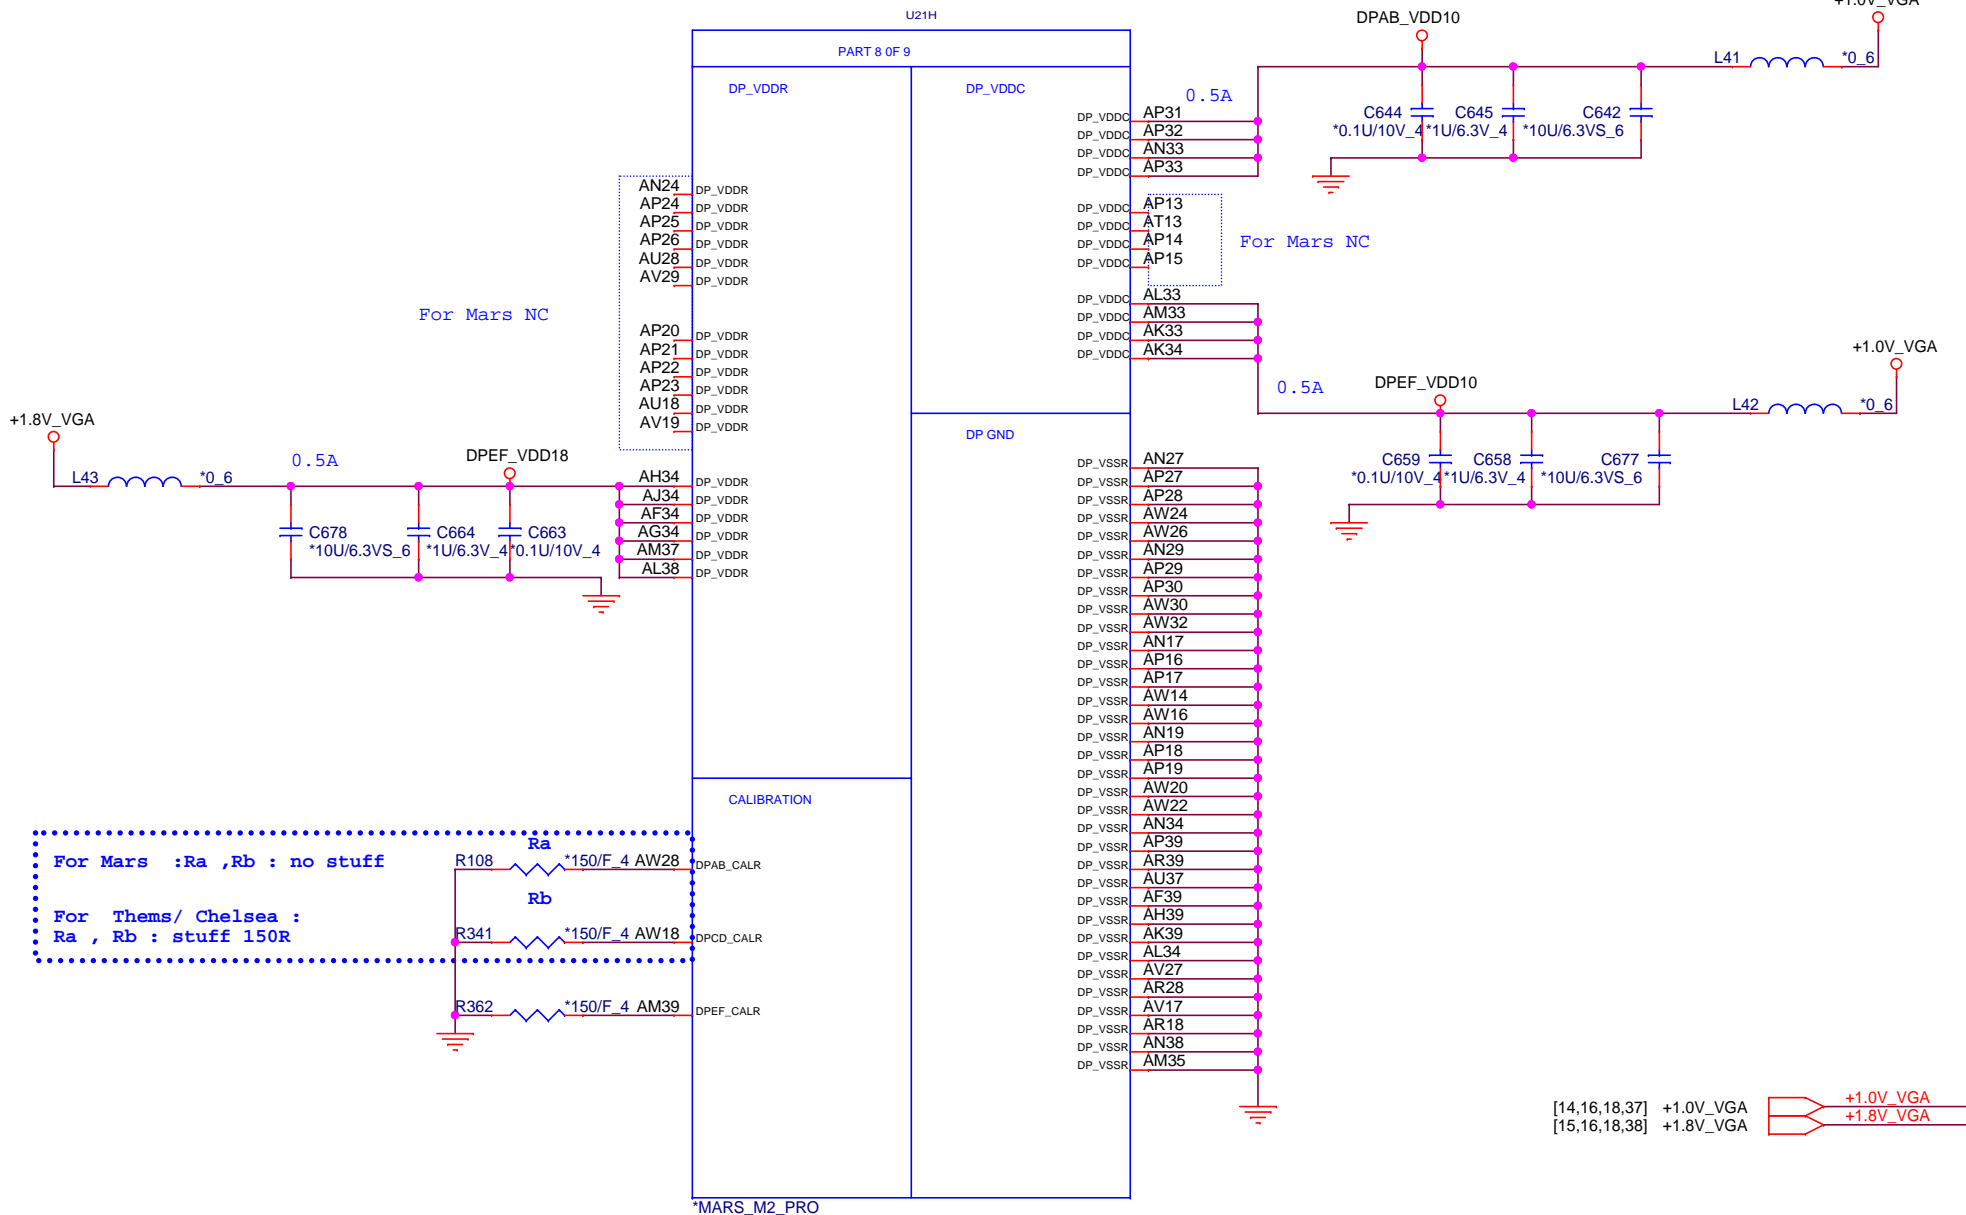 U21H
PART 8 0F 9
DP_VDDR
DP_VDDC
DP GND
CALIBRATION
AN24 DP_VDDR
AP24 DP_VDDR
AP25 DP_VDDR
AP26 DP_VDDR
AU28 DP_VDDR
AV29 DP_VDDR
For Mars NC
AP20 DP_VDDR
AP21 DP_VDDR
AP22 DP_VDDR
AP23 DP_VDDR
AU18 DP_VDDR
AV19 DP_VDDR
+1.8V_VGA
L43
*0_6
0.5A
DPEF_VDD18
AH34 DP_VDDR
AJ34 DP_VDDR
AF34 DP_VDDR
AG34 DP_VDDR
AM37 DP_VDDR
AL38 DP_VDDR
C678
*10U/6.3VS_6
C664
*1U/6.3V_4
C663
*0.1U/10V_4
For Mars :Ra ,Rb : no stuff
For Thems/ Chelsea :
Ra , Rb : stuff 150R
Ra
R108 *150/F_4 AW28 DPAB_CALR
Rb
R341 *150/F_4 AW18 DPCD_CALR
R362 *150/F_4 AM39 DPEF_CALR
*MARS_M2_PRO
DP_VDDC AP31
DP_VDDC AP32
DP_VDDC AN33
DP_VDDC AP33
0.5A
DPAB_VDD10
+1.0V_VGA
L41
*0_6
C644
*0.1U/10V_4
C645
*1U/6.3V_4
C642
*10U/6.3VS_6
DP_VDDC AP13
DP_VDDC AT13
DP_VDDC AP14
DP_VDDC AP15
For Mars NC
DP_VDDC AL33
DP_VDDC AM33
DP_VDDC AK33
DP_VDDC AK34
0.5A
DPEF_VDD10
+1.0V_VGA
L42
*0_6
C659
*0.1U/10V_4
C658
*1U/6.3V_4
C677
*10U/6.3VS_6
DP_VSSR AN27
DP_VSSR AP27
DP_VSSR AP28
DP_VSSR AW24
DP_VSSR AW26
DP_VSSR AN29
DP_VSSR AP29
DP_VSSR AP30
DP_VSSR AW30
DP_VSSR AW32
DP_VSSR AN17
DP_VSSR AP16
DP_VSSR AP17
DP_VSSR AW14
DP_VSSR AW16
DP_VSSR AN19
DP_VSSR AP18
DP_VSSR AP19
DP_VSSR AW20
DP_VSSR AW22
DP_VSSR AN34
DP_VSSR AP39
DP_VSSR AR39
DP_VSSR AU37
DP_VSSR AF39
DP_VSSR AH39
DP_VSSR AK39
DP_VSSR AL34
DP_VSSR AV27
DP_VSSR AR28
DP_VSSR AV17
DP_VSSR AR18
DP_VSSR AN38
DP_VSSR AM35
[14,16,18,37] +1.0V_VGA +1.0V_VGA
[15,16,18,38] +1.8V_VGA +1.8V_VGA